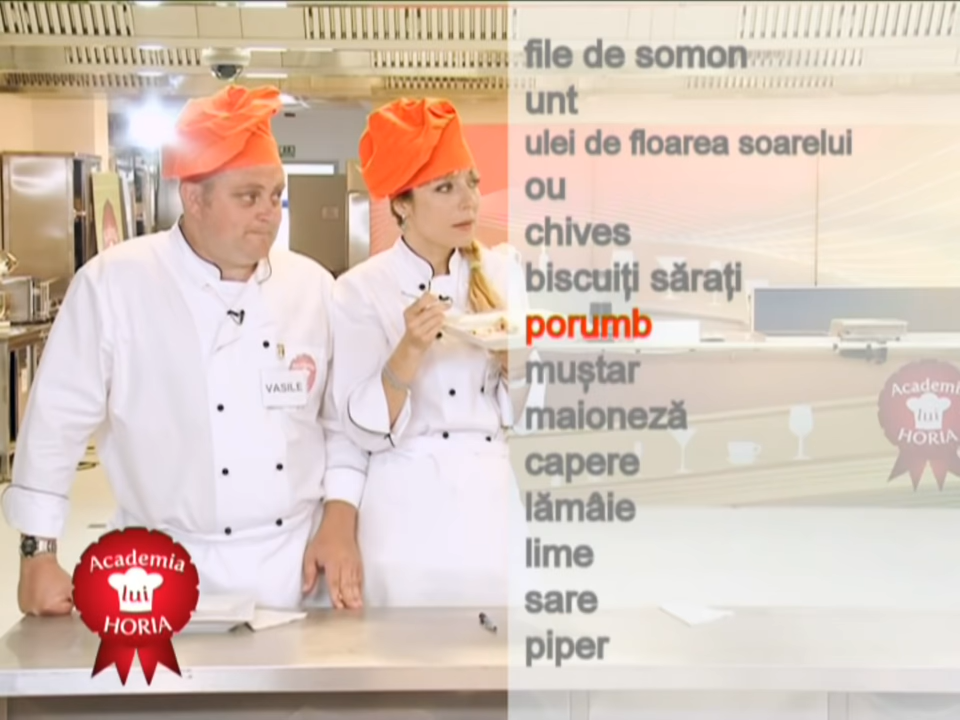 file de somon
unt
ulei de floarea soarelui
ou
chives
biscuiți sărați
porumb
muștar
maioneză
capere
lămâie
lime
sare
piper
VASILE
Academia
lui
HORIA
Academia
lui
HORIA